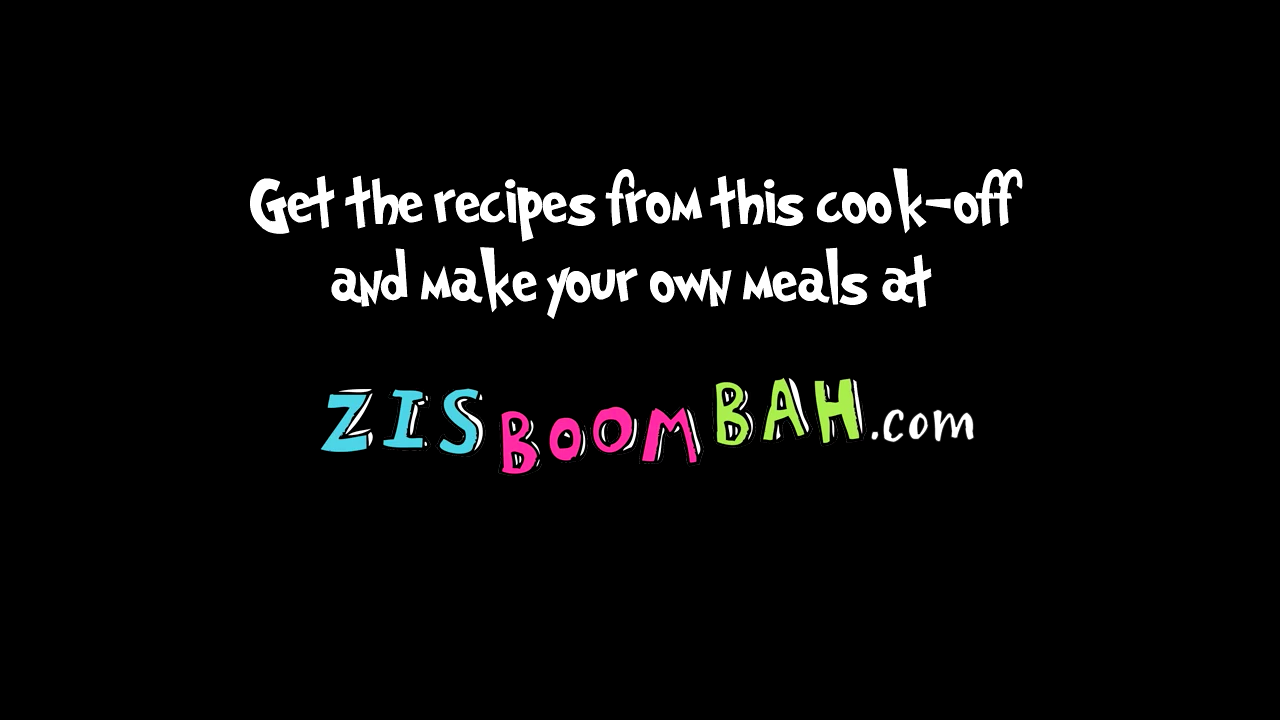 Get the recipes from this cook-off
and make your own meals at
ZISBOOMBAH.com